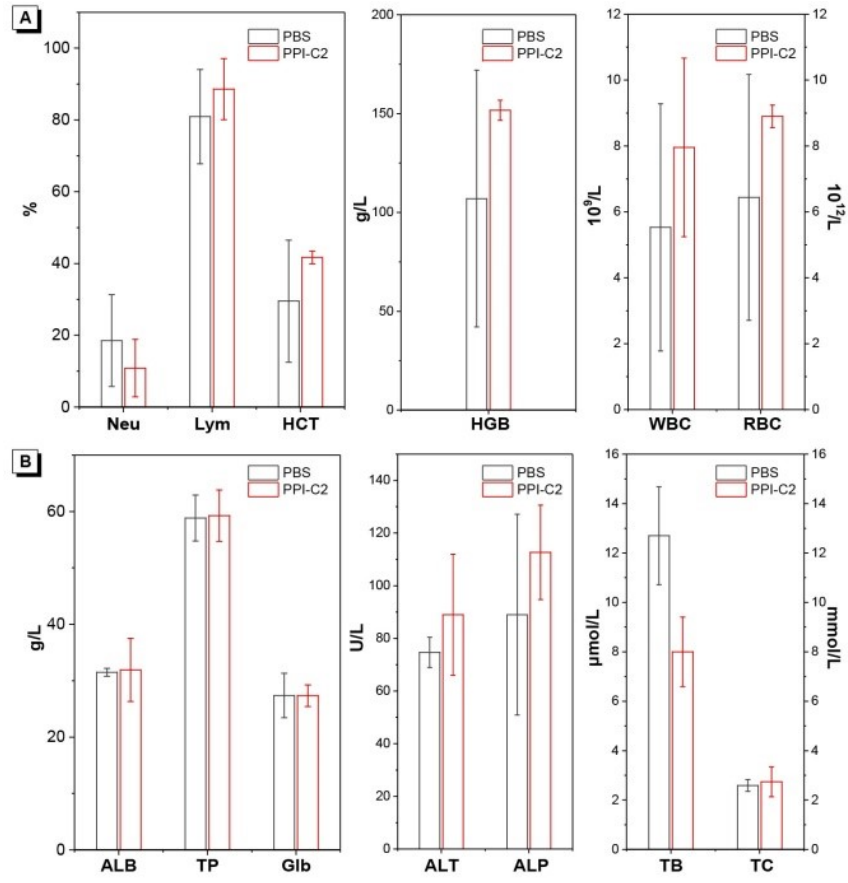 A
PBS
PPI-C2
%
0
20
40
60
80
100
Neu Lym HCT
PBS
PPI-C2
g/L
0
50
100
150
200
HGB
PBS
PPI-C2
10⁹/L
0
2
4
6
8
10
12
10¹²/L
0
2
4
6
8
10
12
WBC RBC
B
PBS
PPI-C2
g/L
0
20
40
60
ALB TP Glb
PBS
PPI-C2
U/L
0
20
40
60
80
100
120
140
ALT ALP
PBS
PPI-C2
µmol/L
0
2
4
6
8
10
12
14
16
mmol/L
0
2
4
6
8
10
12
14
16
TB TC